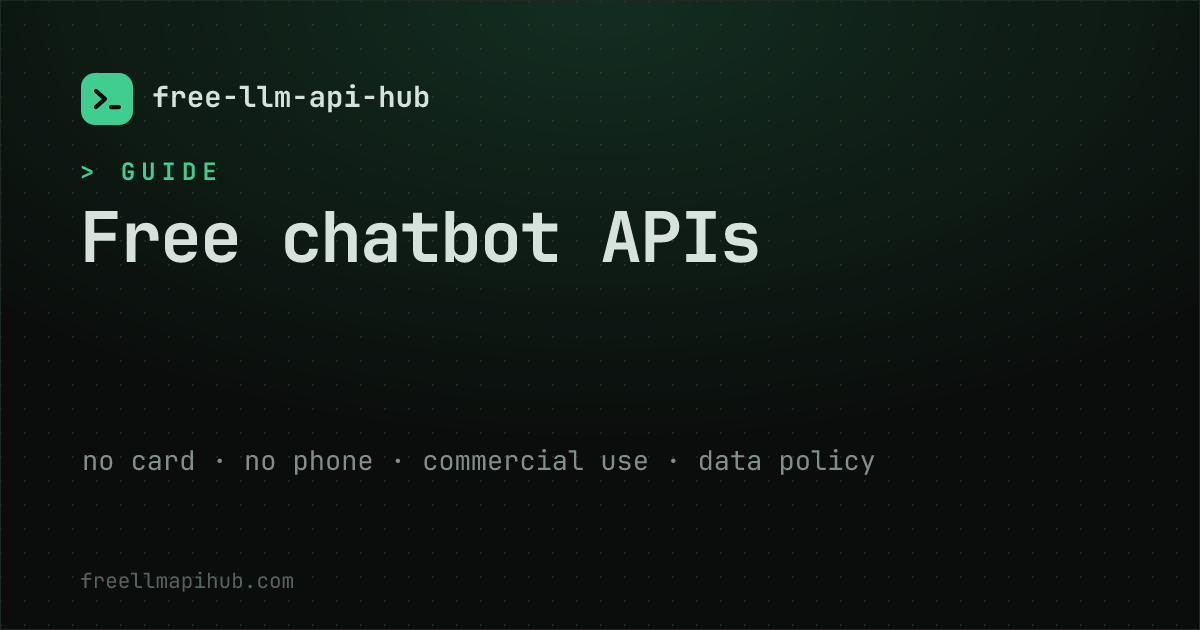 free-llm-api-hub
> GUIDE
Free chatbot APIs
no card · no phone · commercial use · data policy
freellmapihub.com